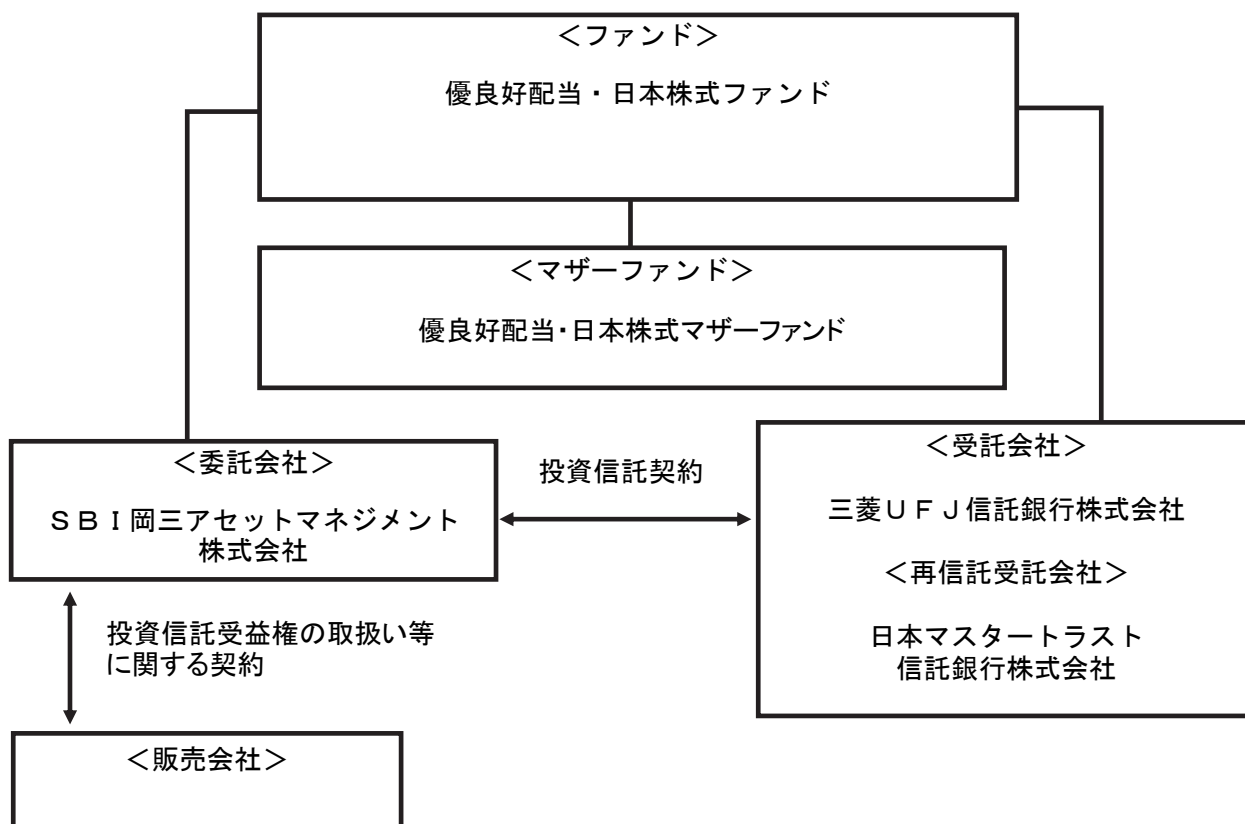 ＜ファンド＞
優良好配当・日本株式ファンド
＜マザーファンド＞
優良好配当・日本株式マザーファンド
＜委託会社＞
ＳＢＩ岡三アセットマネジメント
株式会社
投資信託契約
＜受託会社＞
三菱ＵＦＪ信託銀行株式会社
＜再信託受託会社＞
日本マスタートラスト
信託銀行株式会社
投資信託受益権の取扱い等
に関する契約
＜販売会社＞